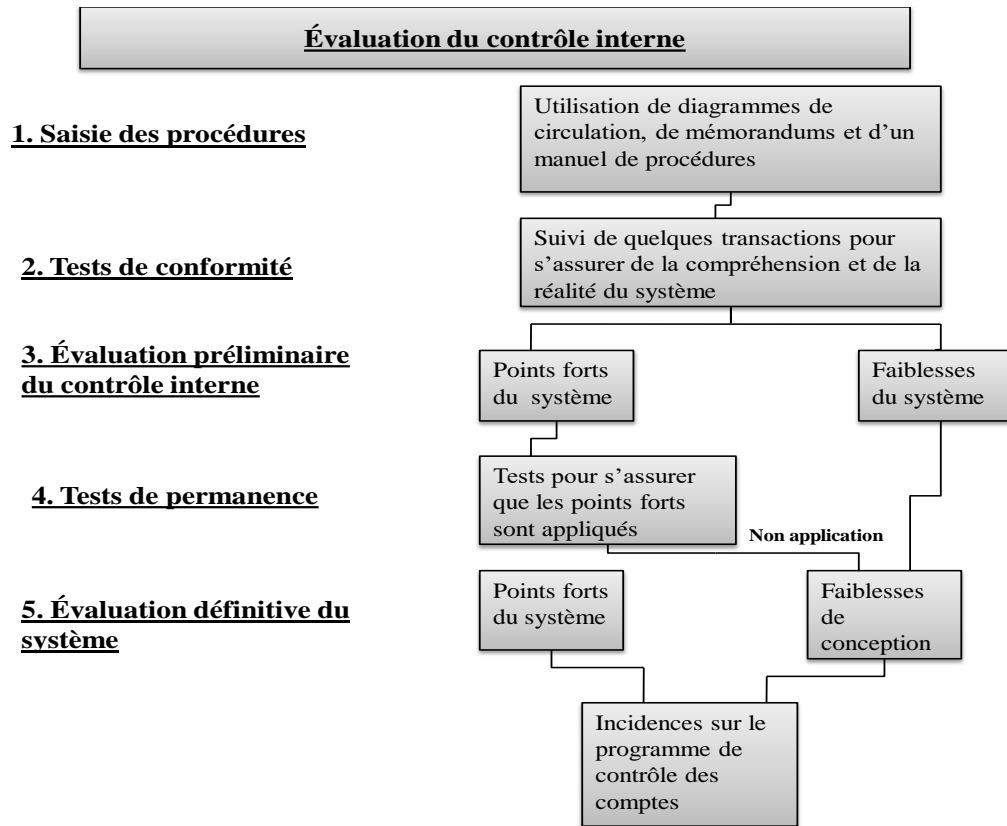 Évaluation du contrôle interne
1. Saisie des procédures
Utilisation de diagrammes de
circulation, de mémorandums et d’un
manuel de procédures
2. Tests de conformité
Suivi de quelques transactions pour
s’assurer de la compréhension et de la
réalité du système
3. Évaluation préliminaire
du contrôle interne
Points forts
du système
Faiblesses
du système
4. Tests de permanence
Tests pour s’assurer
que les points forts
sont appliqués
Non application
5. Évaluation définitive du
système
Points forts
du système
Faiblesses
de
conception
Incidences sur le
programme de
contrôle des
comptes